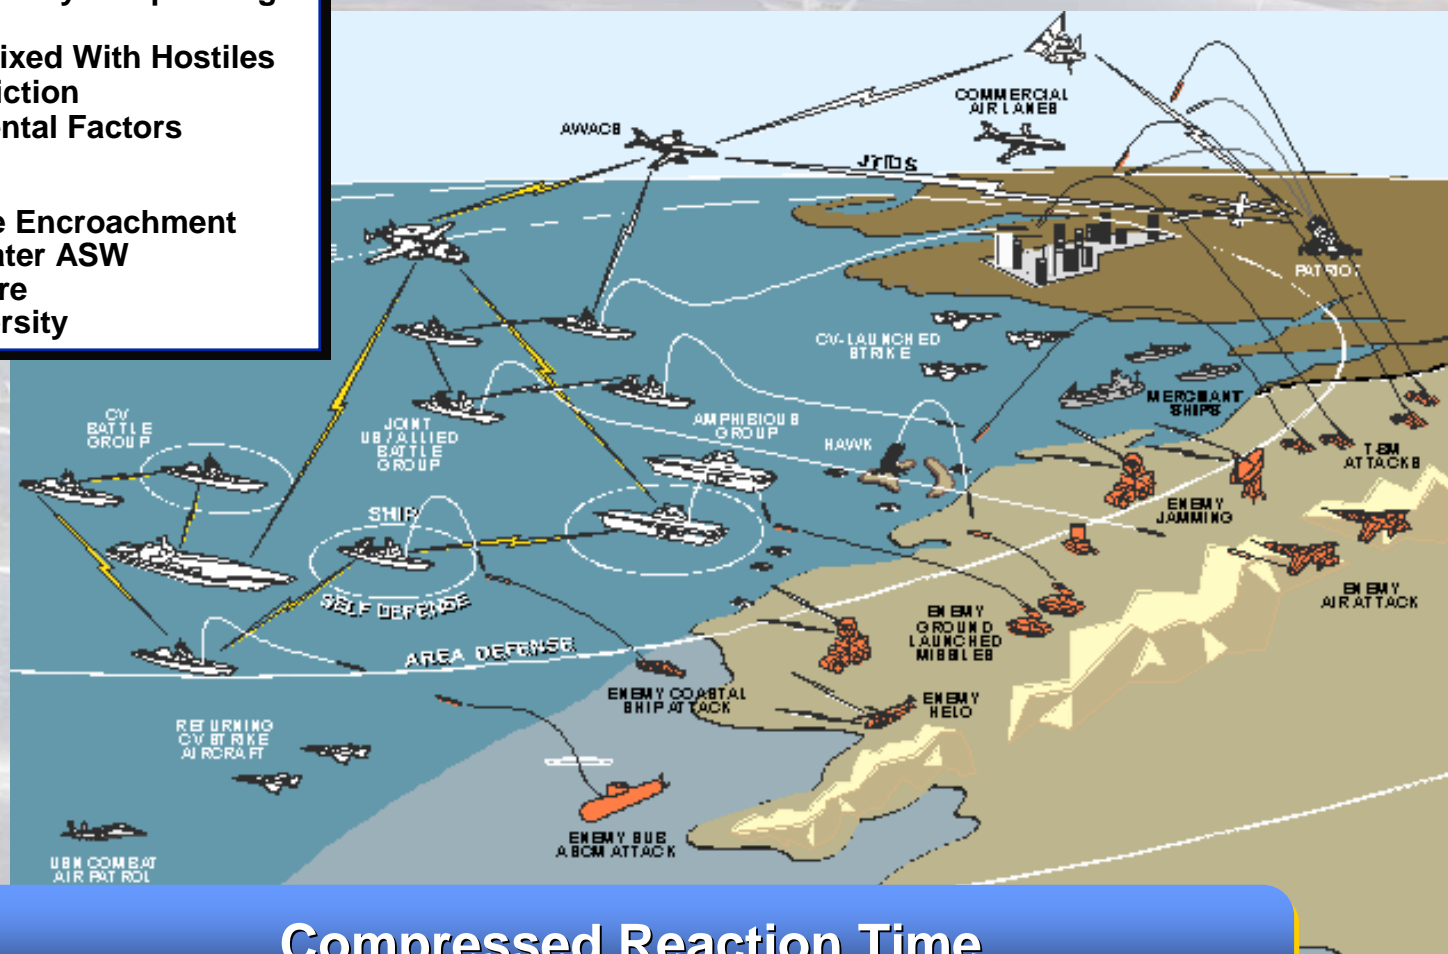 ixed With Hostiles
iction
ental Factors
e Encroachment
ater ASW
re
ersity
COMMERCIAL
AIR LANES
AWACS
JTIDS
PATRIOT
CV-LAUNCHED
STRIKE
MERCHANT
SHIPS
CV
BATTLE
GROUP
JOINT
US/ALLIED
BATTLE
GROUP
AMPHIBIOUS
GROUP
HAWK
TBM
ATTACKS
ENEMY
JAMMING
SHIP
SELF DEFENSE
ENEMY
AIR ATTACK
ENEMY
GROUND
LAUNCHED
MISSILES
AREA DEFENSE
ENEMY COASTAL
SHIP ATTACK
ENEMY
HELO
RETURNING
CV STRIKE
AIRCRAFT
ENEMY SUB
ASCM ATTACK
USN COMBAT
AIR PATROL
Compressed Reaction Time